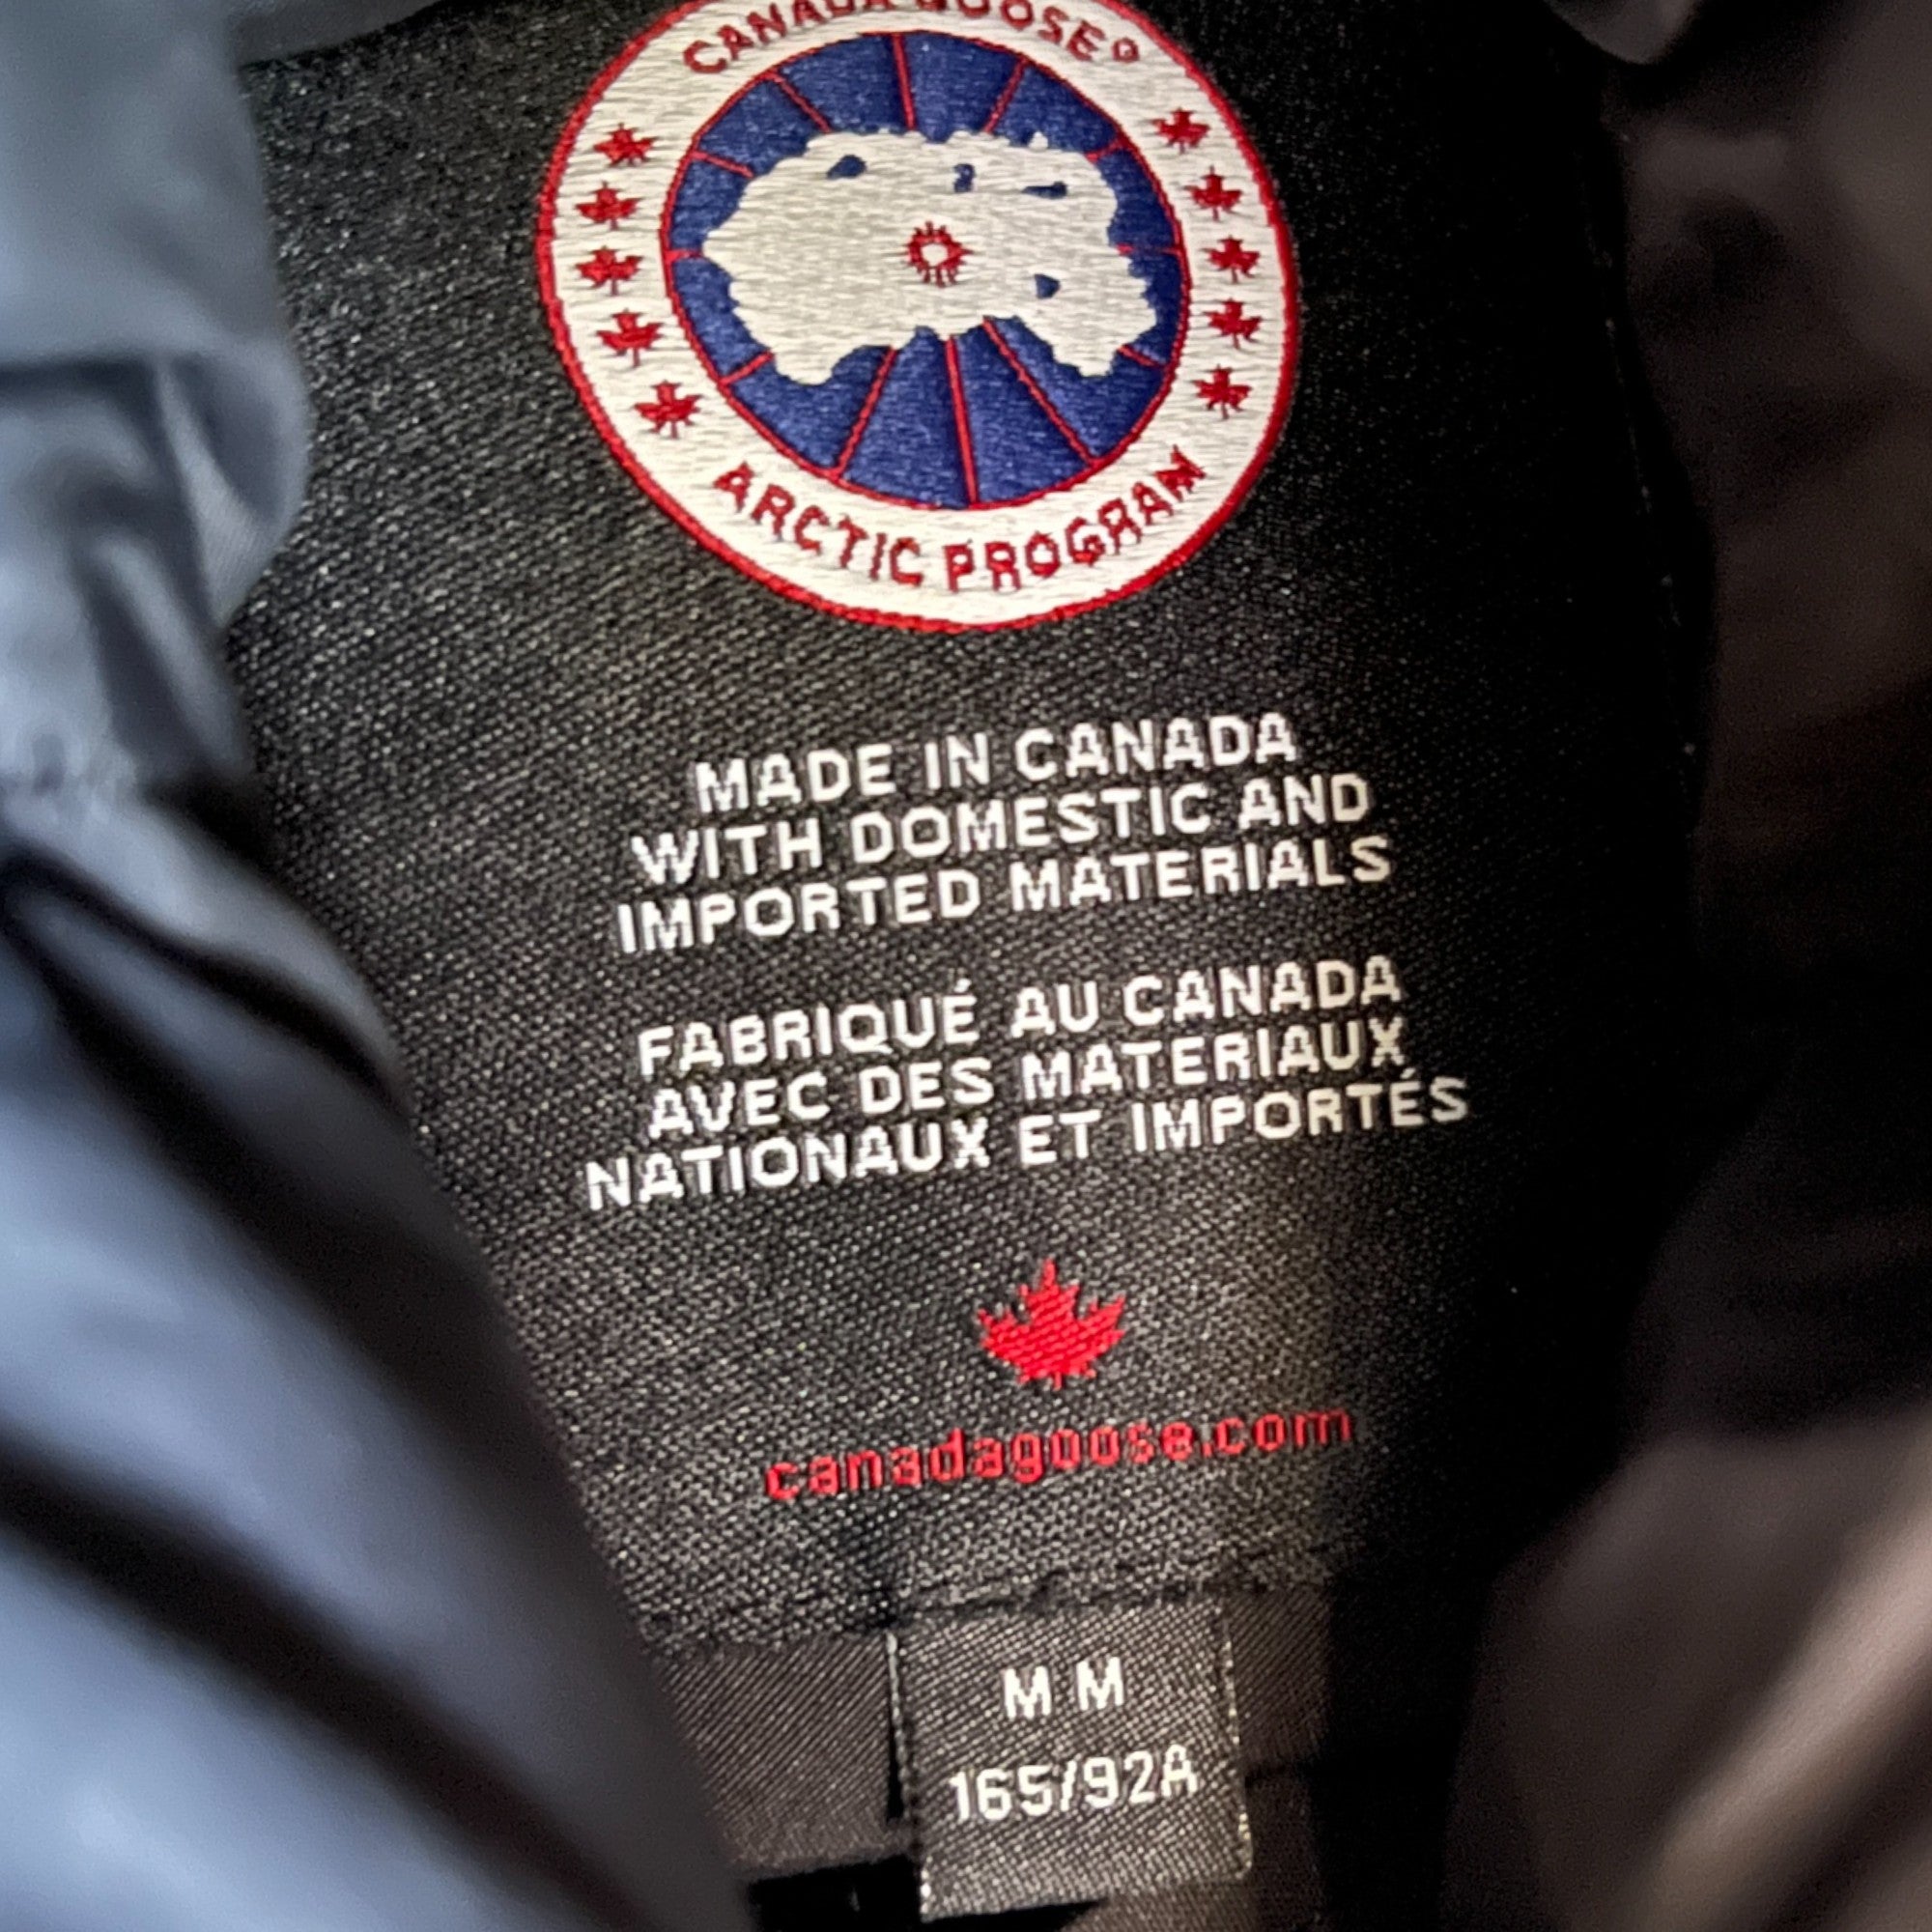 CANADA GOOSE®
ARCTIC PROGRAM
MADE IN CANADA
WITH DOMESTIC AND
IMPORTED MATERIALS
FABRIQUÉ AU CANADA
AVEC DES MATERIAUX
NATIONAUX ET IMPORTÉS
canadagoose.com
M M
165/92A